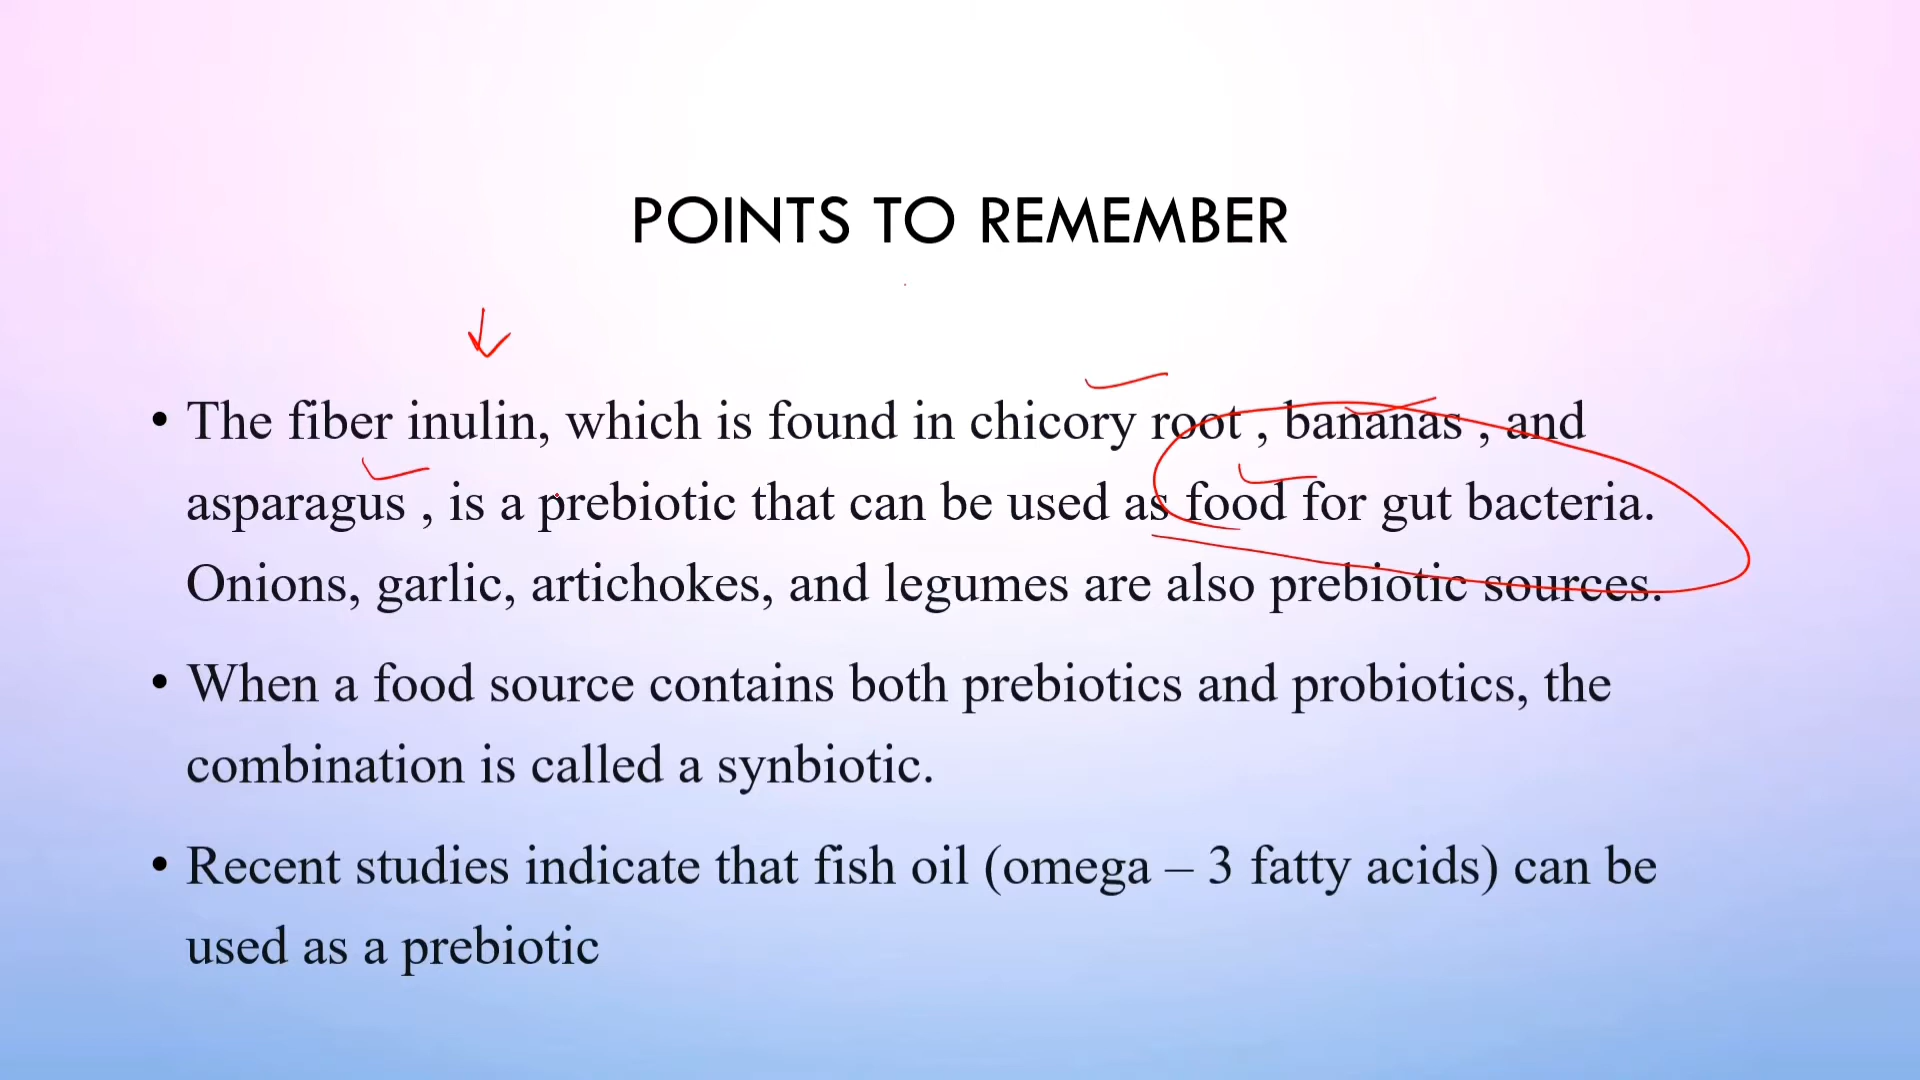 POINTS TO REMEMBER
• The fiber inulin, which is found in chicory root , bananas , and
asparagus , is a prebiotic that can be used as food for gut bacteria.
Onions, garlic, artichokes, and legumes are also prebiotic sources.
• When a food source contains both prebiotics and probiotics, the
combination is called a synbiotic.
• Recent studies indicate that fish oil (omega – 3 fatty acids) can be
used as a prebiotic